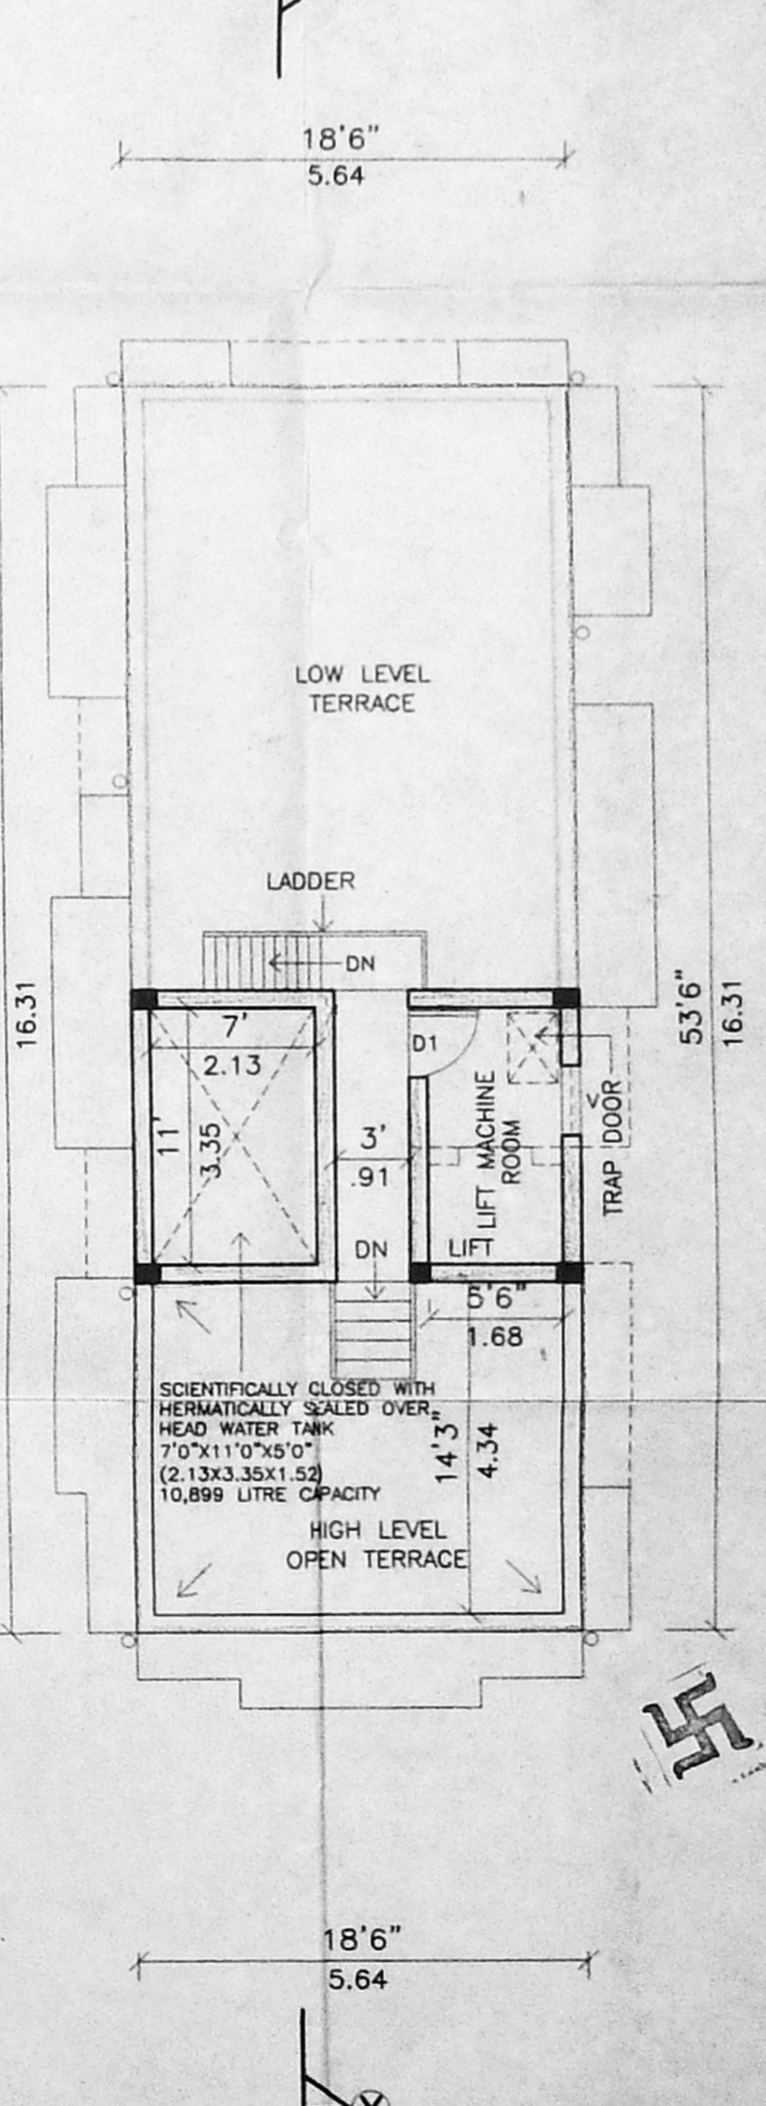 18'6"
5.64
LOW LEVEL
TERRACE
LADDER
DN
7'
2.13
11'
3.35
3'
.91
DN
D1
LIFT MACHINE
ROOM
LIFT
TRAP DOOR
5'6"
1.68
16.31
53'6"
16.31
SCIENTIFICALLY CLOSED WITH
HERMATICALLY SEALED OVER
HEAD WATER TANK
7'0"X11'0"X5'0"
(2.13X3.35X1.52)
10,899 LITRE CAPACITY
14'3"
4.34
HIGH LEVEL
OPEN TERRACE
18'6"
5.64